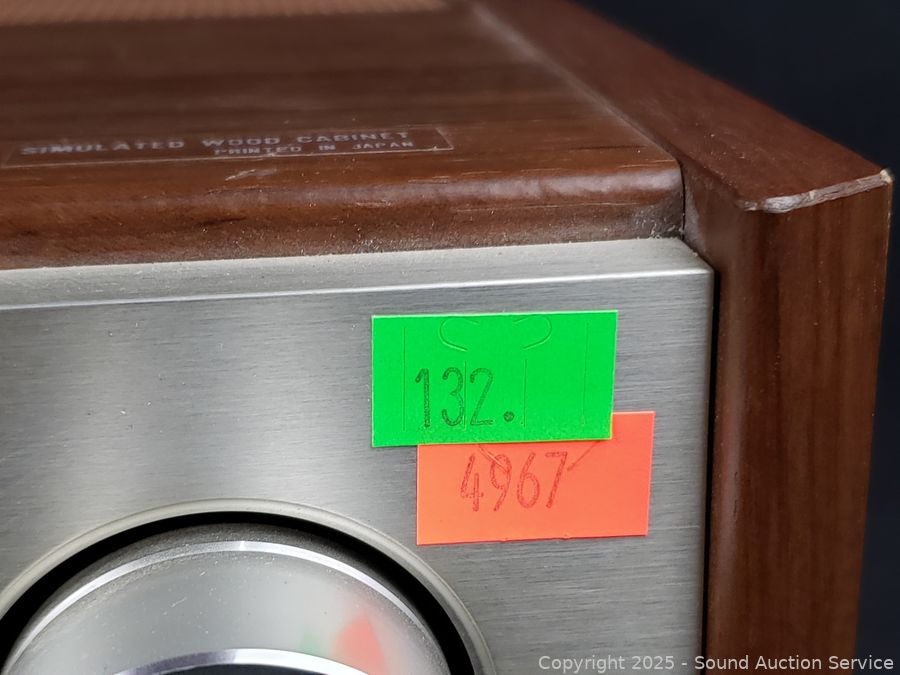 SIMULATED WOOD CABINET
PRINTED IN JAPAN
132.
4967
Copyright 2025 - Sound Auction Service